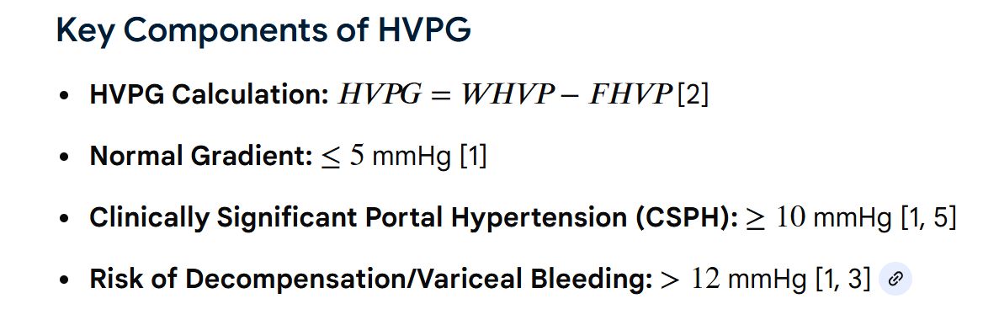 Key Components of HVPG
• HVPG Calculation: HVPG = WHVP – FHVP [2]
• Normal Gradient: ≤ 5 mmHg [1]
• Clinically Significant Portal Hypertension (CSPH): ≥ 10 mmHg [1, 5]
• Risk of Decompensation/Variceal Bleeding: > 12 mmHg [1, 3]